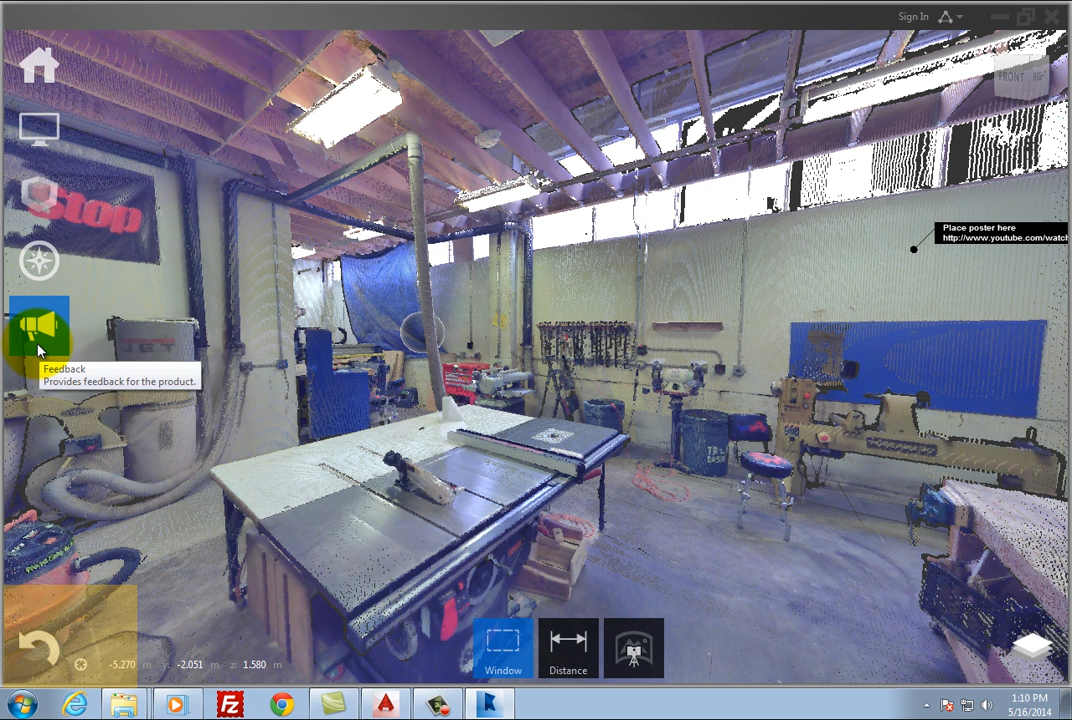 Sign In
FRONT
Stop
Place poster here
http://www.youtube.com/watch
JET
Feedback
Provides feedback for the product.
-5.270 m -2.051 m z: 1.580 m
Window
Distance
1:10 PM
5/16/2014